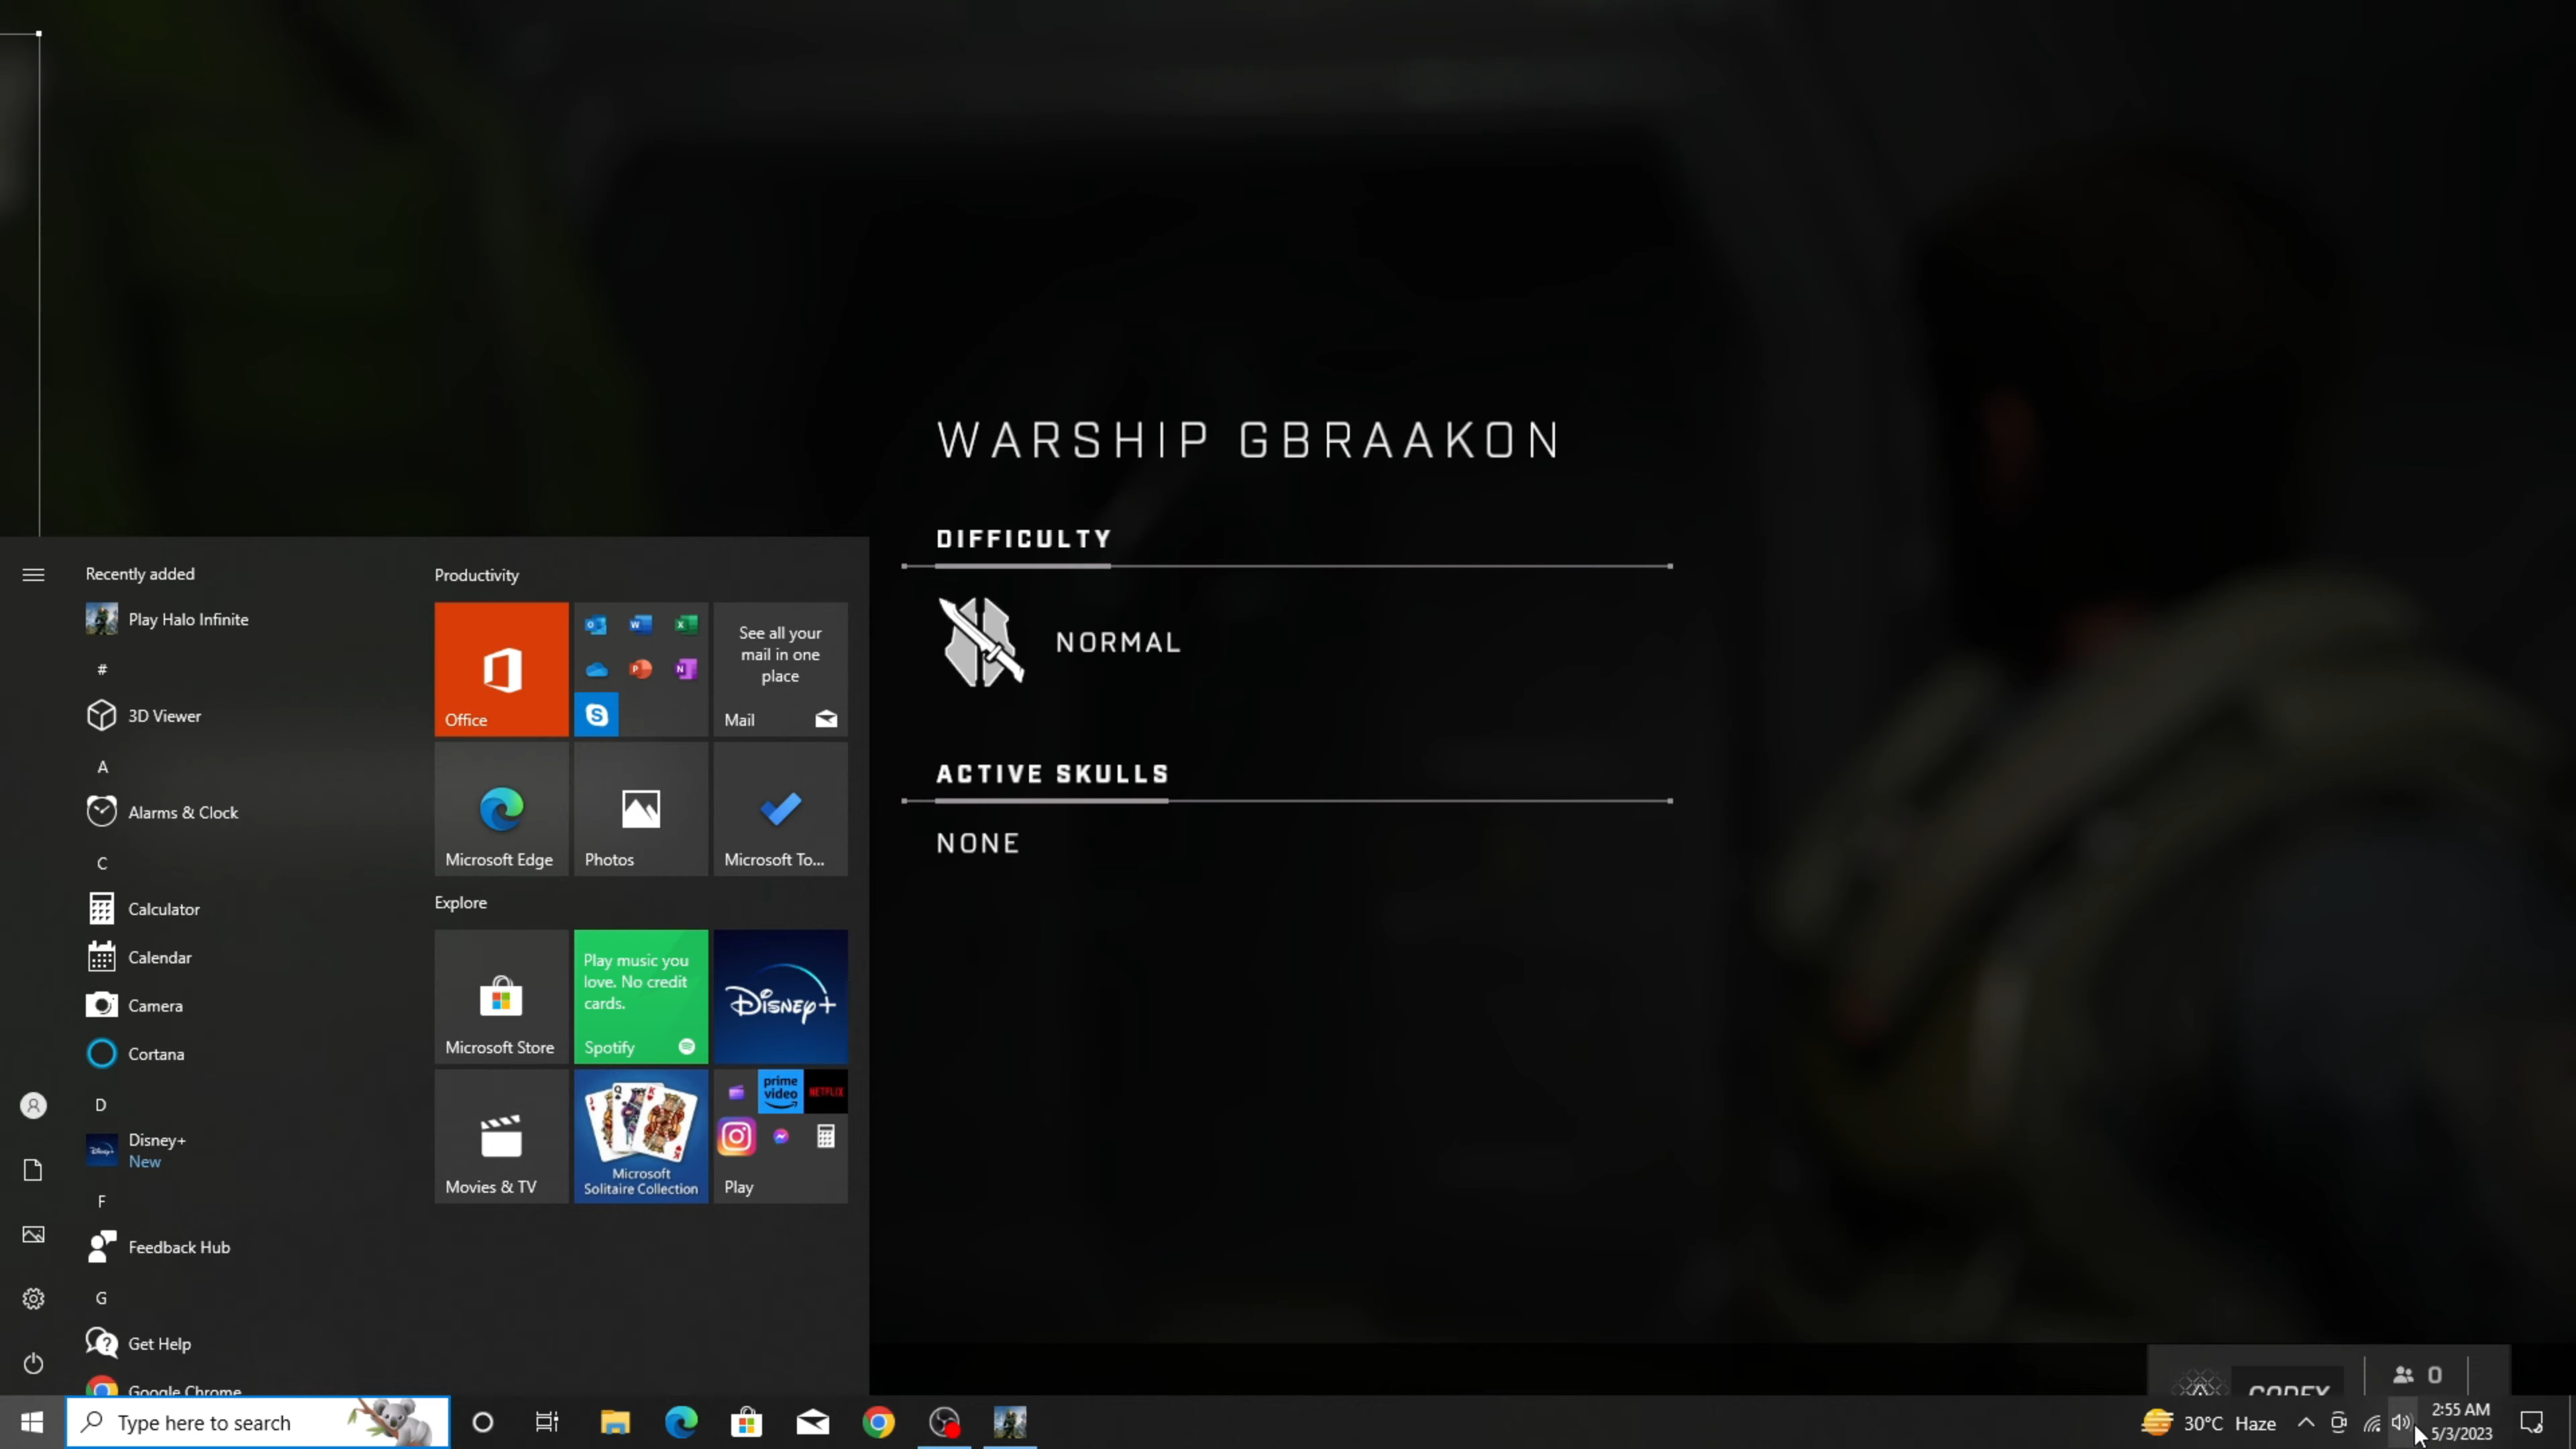 WARSHIP GBRAAKON
DIFFICULTY
NORMAL
ACTIVE SKULLS
NONE
Recently added
Play Halo Infinite
#
3D Viewer
A
Alarms & Clock
C
Calculator
Calendar
Camera
Cortana
D
Disney+
New
F
Feedback Hub
G
Get Help
Google Chrome
Productivity
Office
See all your
mail in one
place
Mail
Microsoft Edge
Photos
Microsoft To...
Explore
Microsoft Store
Play music you
love. No credit
cards.
Spotify
Disney+
Movies & TV
Microsoft
Solitaire Collection
prime
video
NETFLIX
Play
CODEX
0
Type here to search
30°C Haze
2:55 AM
5/3/2023